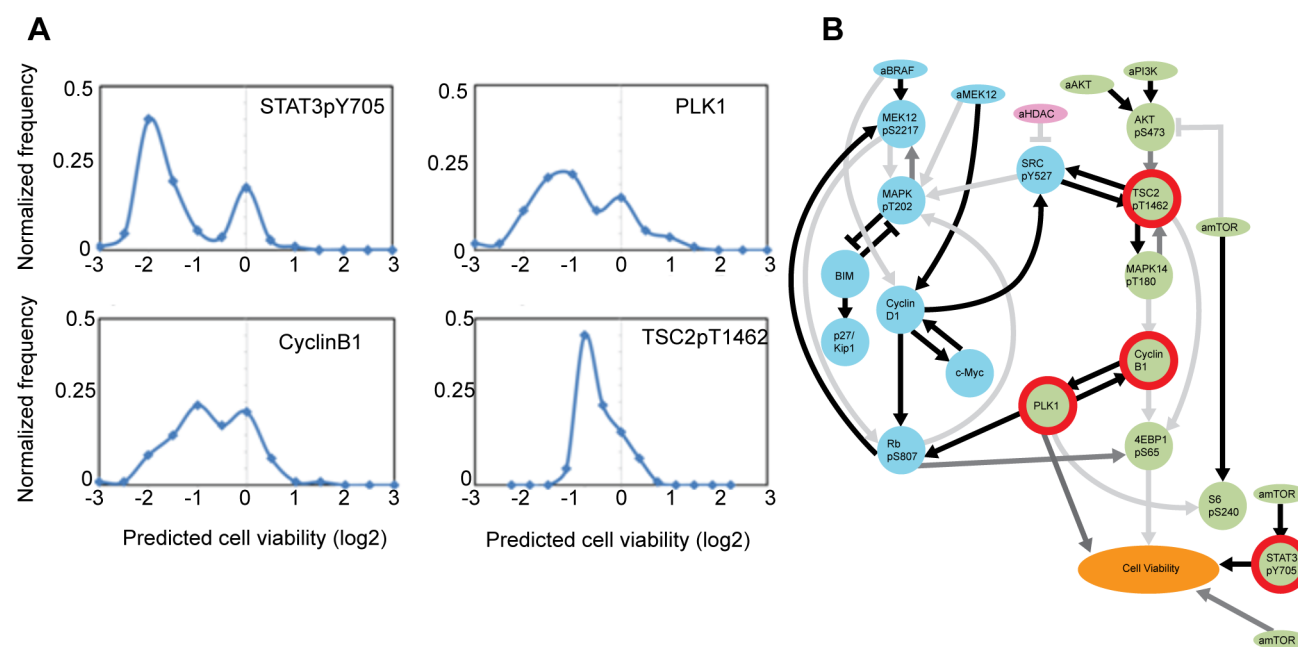 A
B
Normalized frequency
0.5
0.25
0
STAT3pY705
-3
-2
-1
0
1
2
3
0.5
0.25
0
PLK1
-3
-2
-1
0
1
2
3
Normalized frequency
0.5
0.25
0
CyclinB1
-3
-2
-1
0
1
2
3
Predicted cell viability (log2)
0.5
0.25
0
TSC2pT1462
-3
-2
-1
0
1
2
3
Predicted cell viability (log2)
aBRAF
aMEK12
aHDAC
aAKT
aPI3K
MEK12
pS2217
AKT
pS473
SRC
pY527
MAPK
pT202
TSC2
pT1462
amTOR
BIM
MAPK14
pT180
Cyclin
D1
p27/
Kip1
c-Myc
Cyclin
B1
PLK1
Rb
pS807
4EBP1
pS65
S6
pS240
amTOR
Cell Viability
STAT3
pY705
amTOR